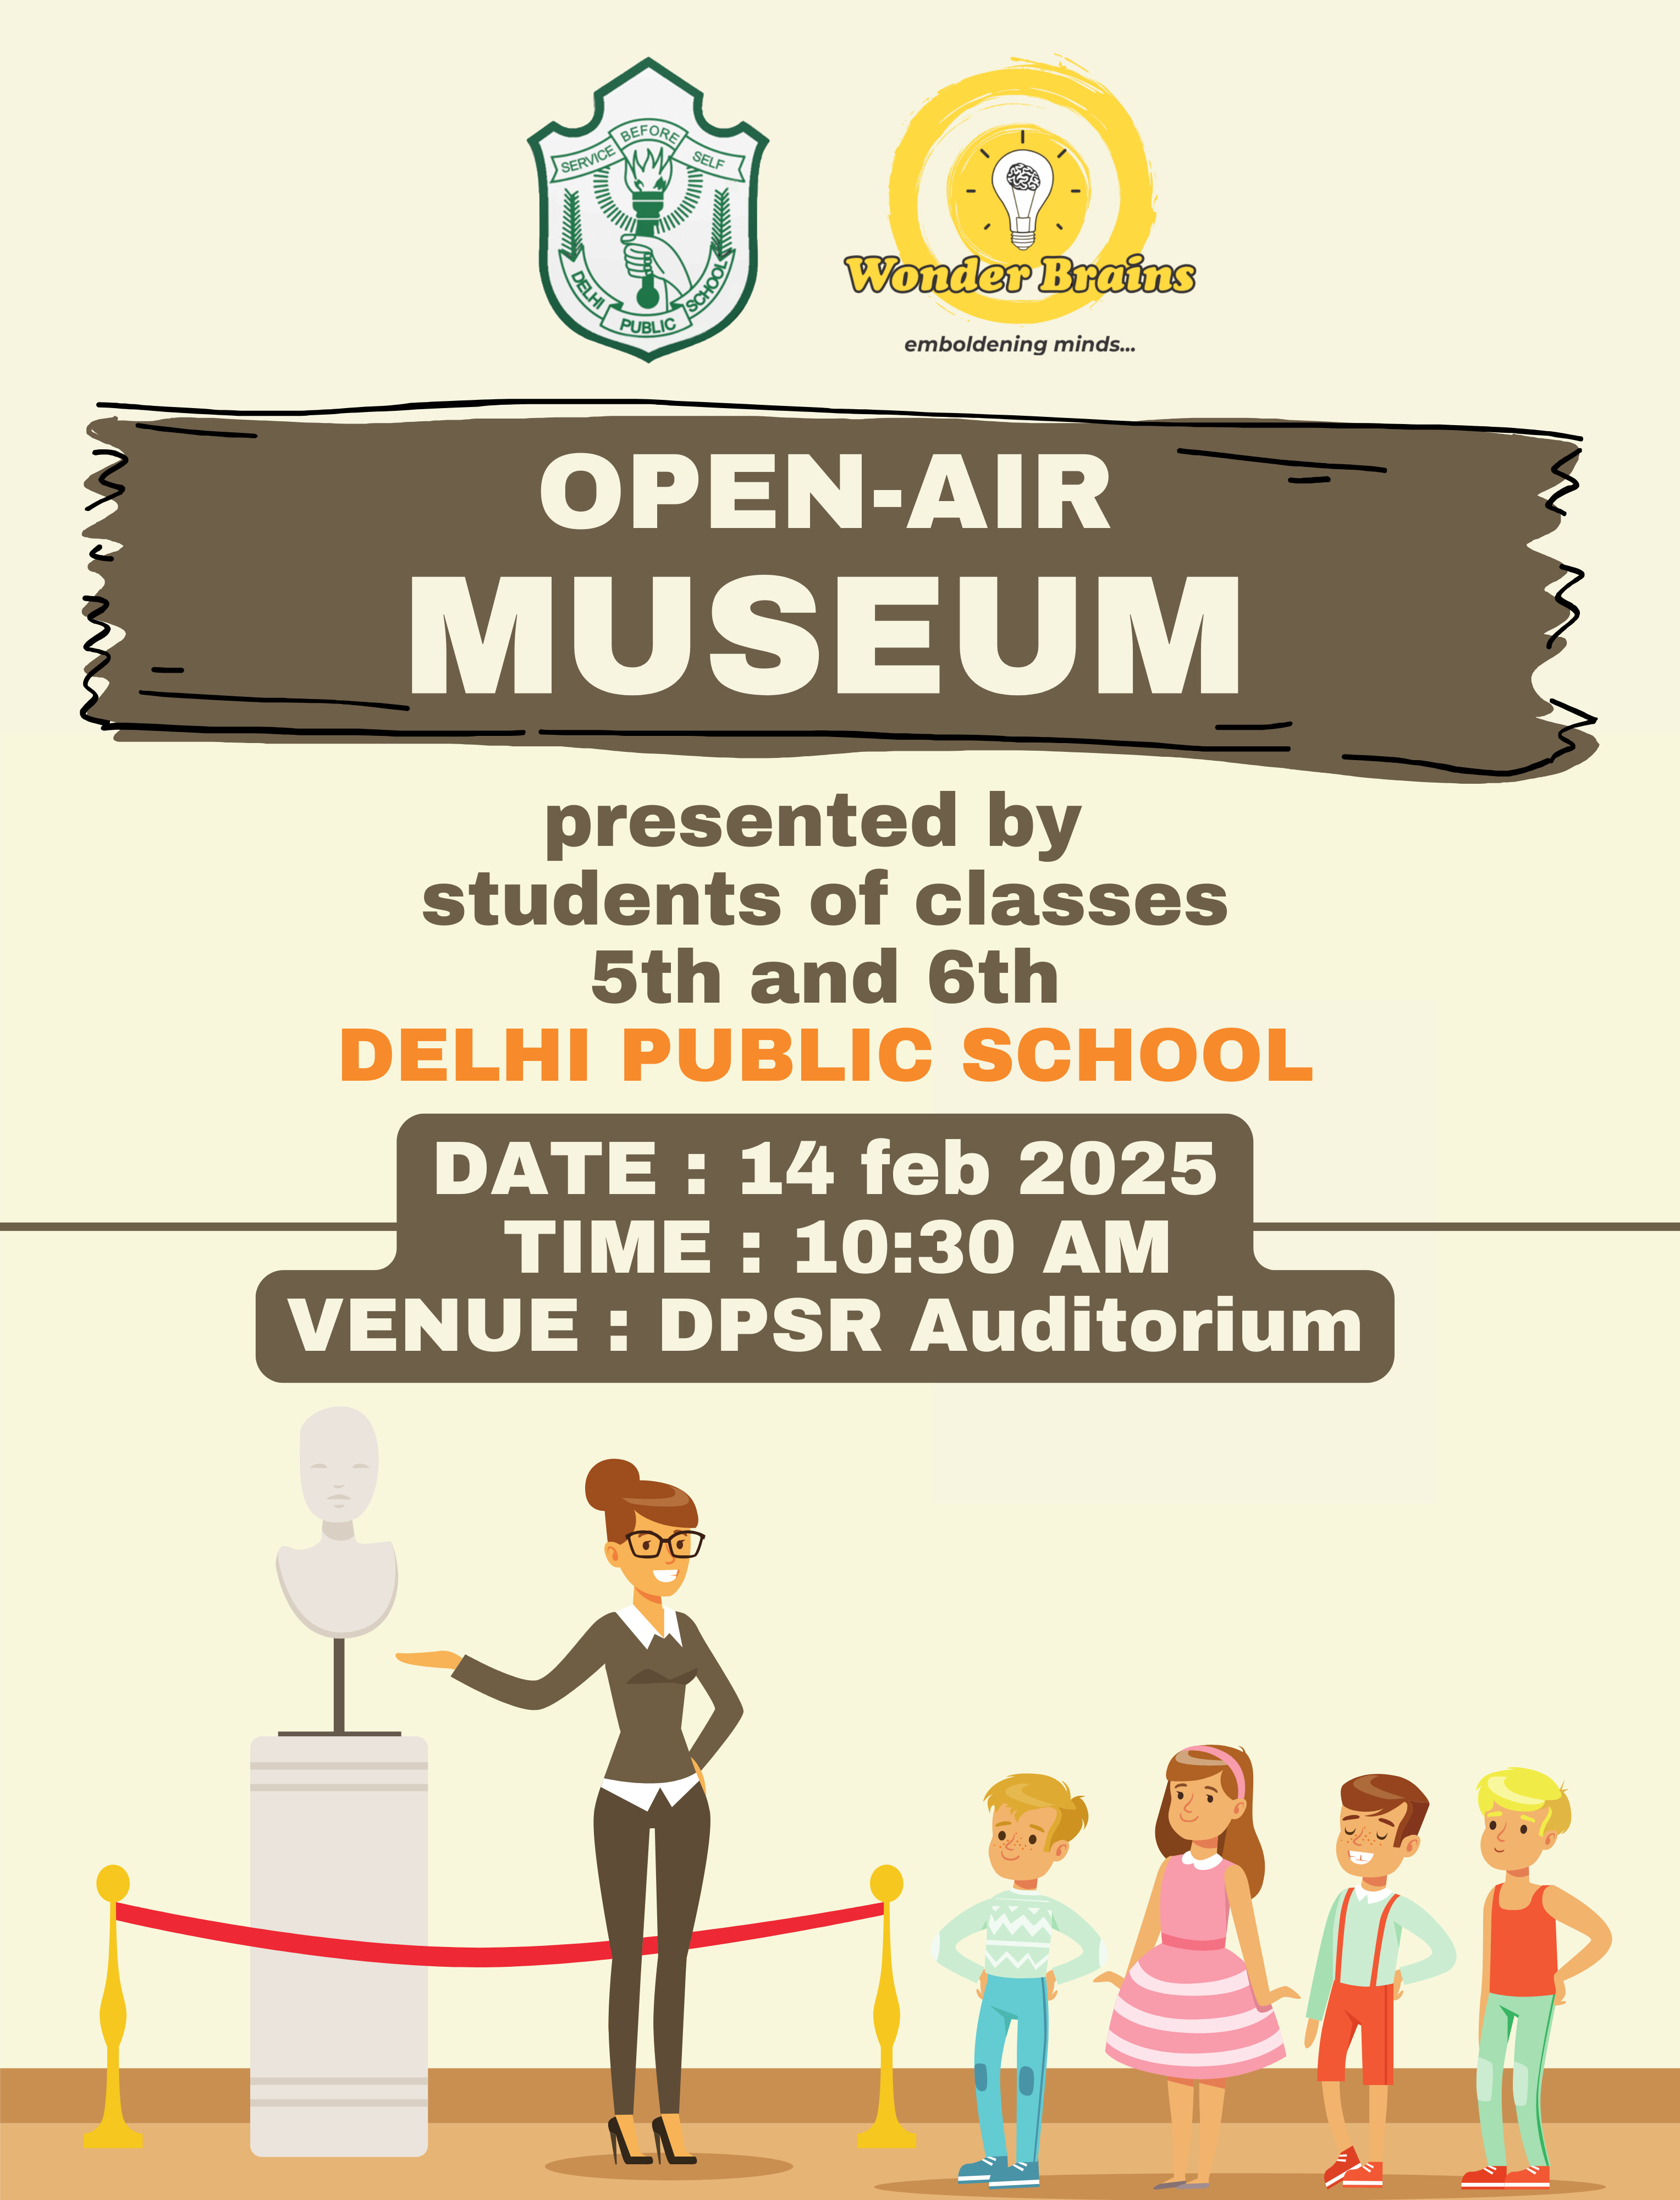 SERVICE BEFORE SELF
DELHI PUBLIC SCHOOL
Wonder Brains
emboldening minds...
OPEN-AIR
MUSEUM
presented by
students of classes
5th and 6th
DELHI PUBLIC SCHOOL
DATE : 14 feb 2025
TIME : 10:30 AM
VENUE : DPSR Auditorium